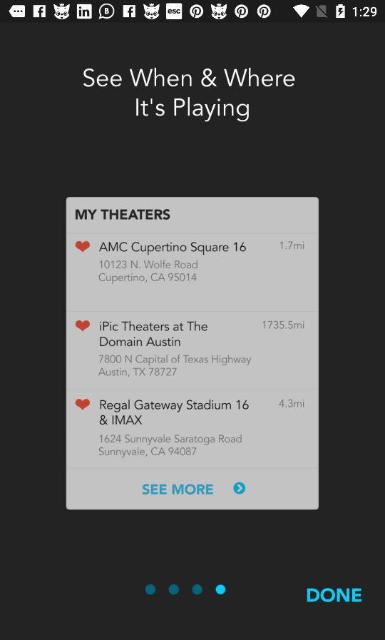 esc 1:29
See When & Where
It's Playing
MY THEATERS
AMC Cupertino Square 16 1.7mi
10123 N. Wolfe Road
Cupertino, CA 95014
iPic Theaters at The 1735.5mi
Domain Austin
7800 N Capital of Texas Highway
Austin, TX 78727
Regal Gateway Stadium 16 4.3mi
& IMAX
1624 Sunnyvale Saratoga Road
Sunnyvale, CA 94087
SEE MORE
DONE